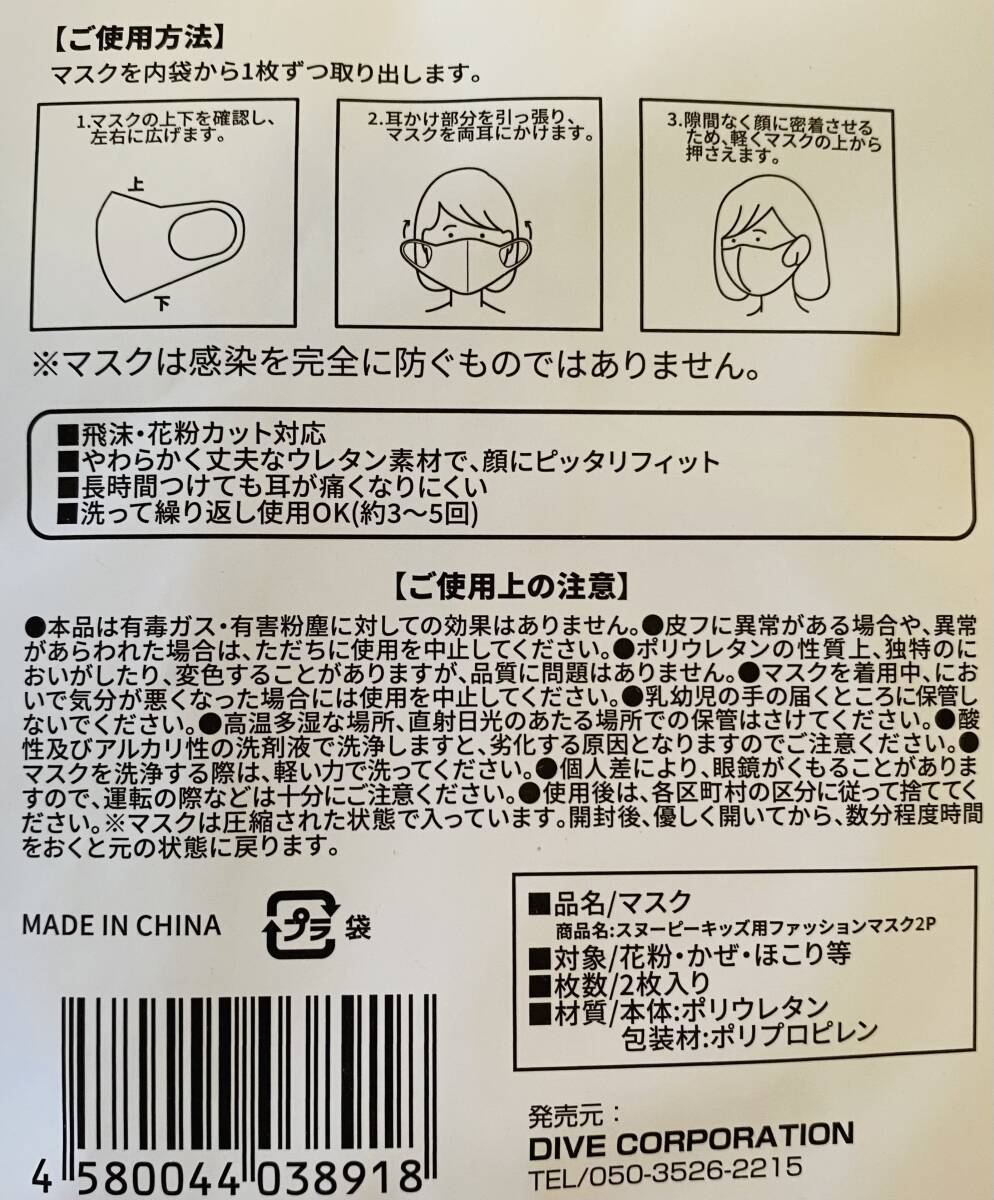 【ご使用方法】
マスクを内袋から1枚ずつ取り出します。
1.マスクの上下を確認し、
左右に広げます。
上
下
2.耳かけ部分を引っ張り、
マスクを両耳にかけます。
3.隙間なく顔に密着させる
ため、軽くマスクの上から
押さえます。
※マスクは感染を完全に防ぐものではありません。
■飛沫・花粉カット対応
■やわらかく丈夫なウレタン素材で、顔にピッタリフィット
■長時間つけても耳が痛くなりにくい
■洗って繰り返し使用OK(約3〜5回)
【ご使用上の注意】
●本品は有毒ガス・有害粉塵に対しての効果はありません。●皮フに異常がある場合や、異常
があらわれた場合は、ただちに使用を中止してください。●ポリウレタンの性質上、独特のに
おいがしたり、変色することがありますが、品質に問題はありません。●マスクを着用中、にお
いで気分が悪くなった場合には使用を中止してください。●乳幼児の手の届くところに保管し
ないでください。●高温多湿な場所、直射日光のあたる場所での保管はさけてください。●酸
性及びアルカリ性の洗剤液で洗浄しますと、劣化する原因となりますのでご注意ください。●
マスクを洗浄する際は、軽い力で洗ってください。●個人差により、眼鏡がくもることがありま
すので、運転の際などは十分にご注意ください。●使用後は、各区町村の区分に従って捨ててく
ださい。※マスクは圧縮された状態で入っています。開封後、優しく開いてから、数分程度時間
をおくと元の状態に戻ります。
MADE IN CHINA
プラ
袋
■品名/マスク
商品名:スヌーピーキッズ用ファッションマスク2P
■対象/花粉・かぜ・ほこり等
■枚数/2枚入り
■材質/本体:ポリウレタン
包装材:ポリプロピレン
4 580044 038918
発売元：
DIVE CORPORATION
TEL/050-3526-2215